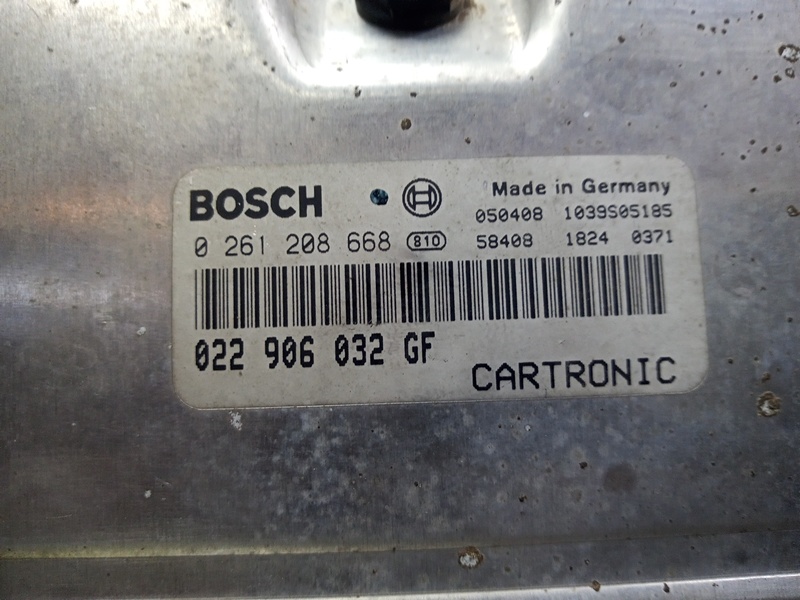 BOSCH Made in Germany
050408 1039S05185
0 261 208 668 810 58408 1824 0371
022 906 032 GF
CARTRONIC